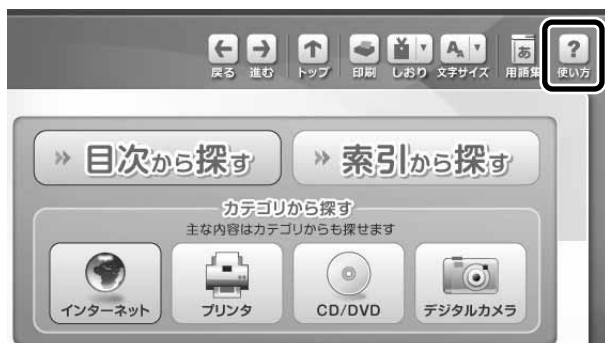 戻る 進む トップ 印刷 しおり 文字サイズ 用語集 使い方
目次から探す 索引から探す
カテゴリから探す
主な内容はカテゴリからも探せます
インターネット プリンタ CD/DVD デジタルカメラ